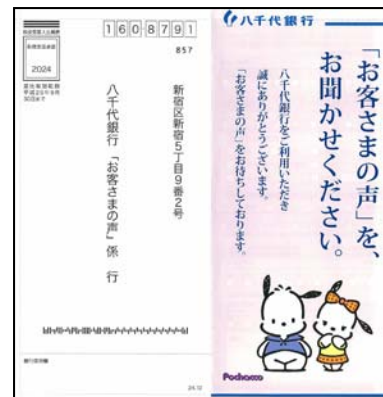 160-8791
857
2024
新宿区新宿5丁目9番2号
八千代銀行「お客さまの声」係 行
24.12
八千代銀行
「お客さまの声」を、
お聞かせください。
八千代銀行をご利用いただき
誠にありがとうございます。
「お客さまの声」をお待ちしております。
Pochacco